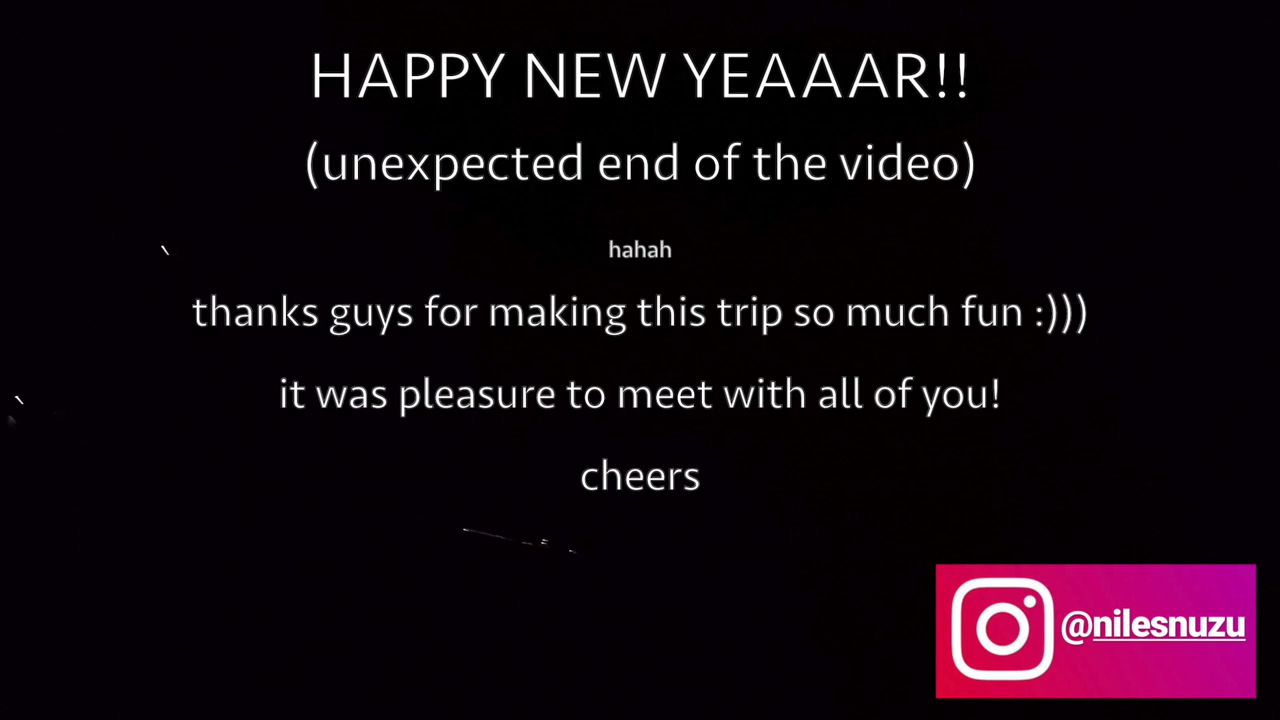 HAPPY NEW YEAAAR!!
(unexpected end of the video)
hahah
thanks guys for making this trip so much fun :)))
it was pleasure to meet with all of you!
cheers
@nilesnuzu